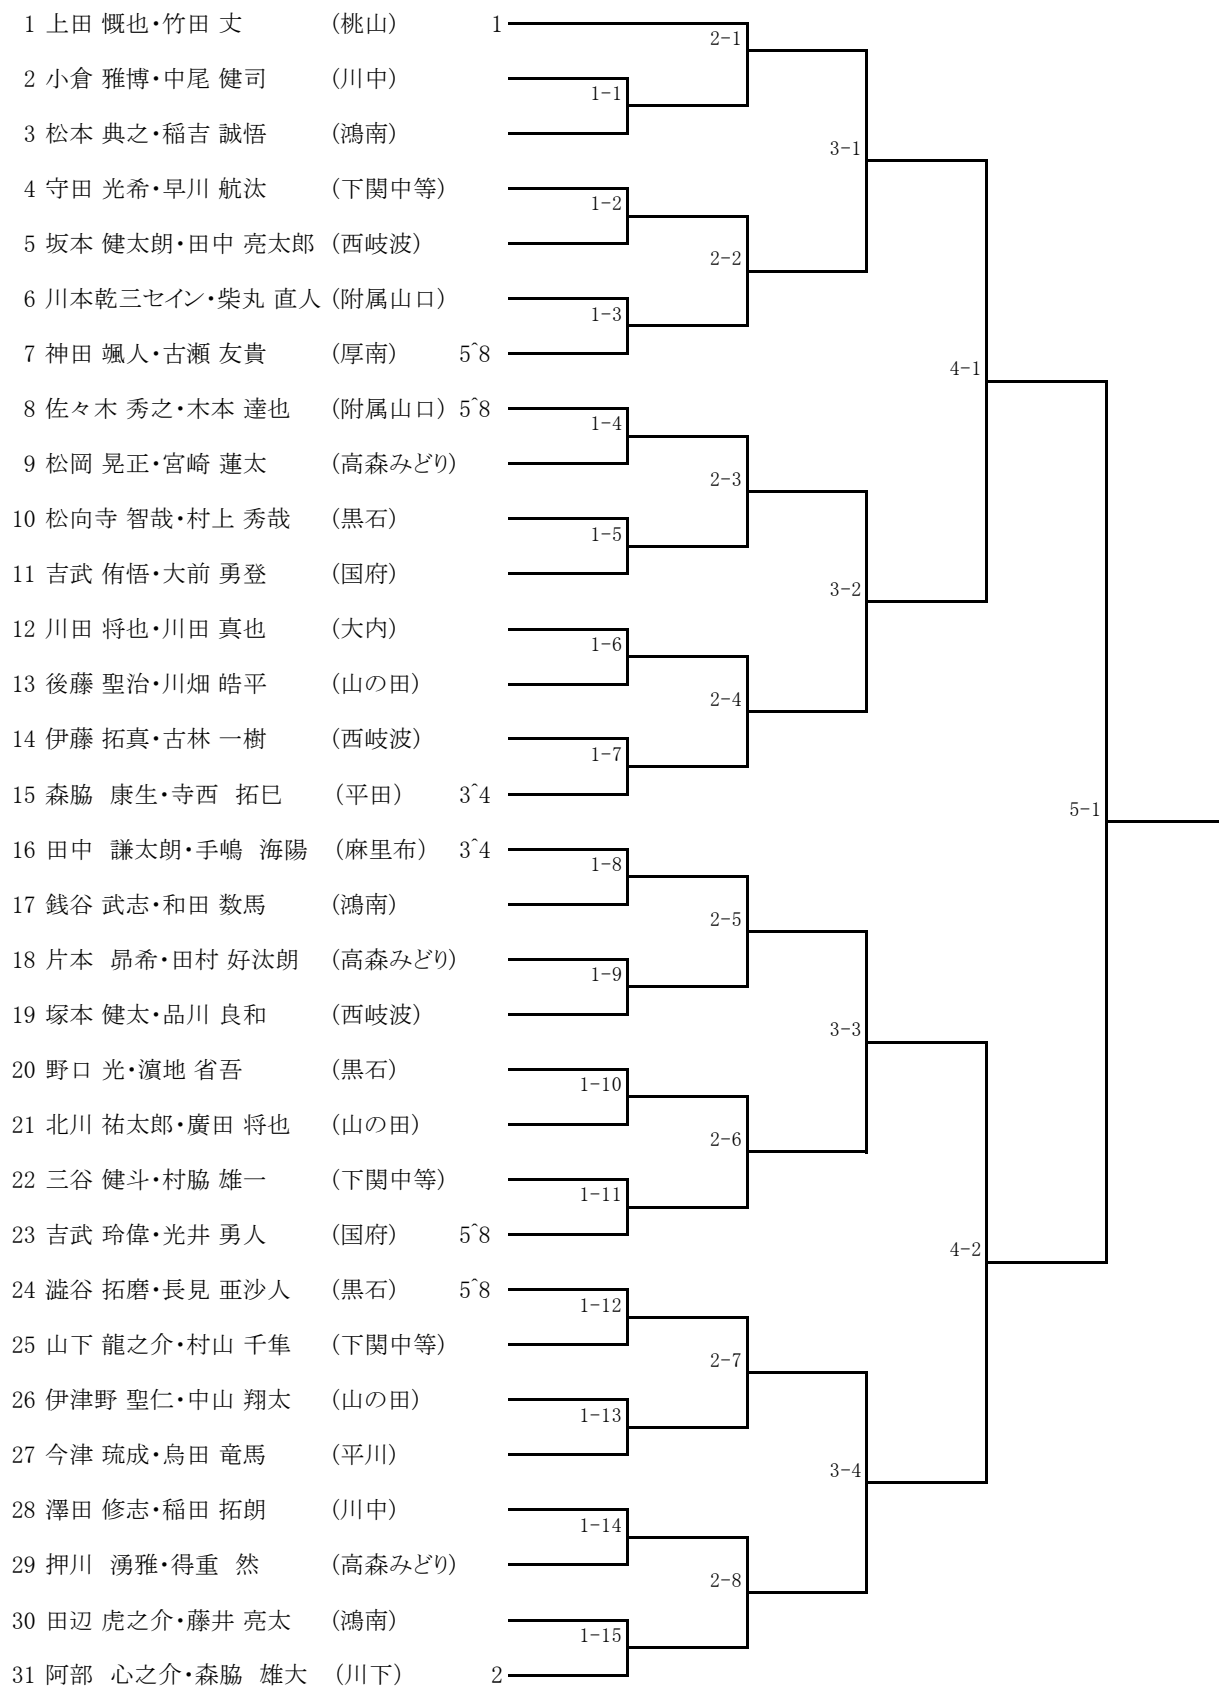 1 上田 慨也・竹田 丈 (桃山) 1
2-1
2 小倉 雅博・中尾 健司 (川中)
1-1
3 松本 典之・稲吉 誠悟 (鴻南)
3-1
4 守田 光希・早川 航汰 (下関中等)
1-2
5 坂本 健太朗・田中 亮太郎 (西岐波)
2-2
6 川本乾三セイン・柴丸 直人 (附属山口)
1-3
7 神田 颯人・古瀬 友貴 (厚南) 5^8
4-1
8 佐々木 秀之・木本 達也 (附属山口) 5^8
1-4
9 松岡 晃正・宮崎 蓮太 (高森みどり)
2-3
10 松向寺 智哉・村上 秀哉 (黒石)
1-5
11 吉武 侑悟・大前 勇登 (国府)
3-2
12 川田 将也・川田 真也 (大内)
1-6
13 後藤 聖治・川畑 皓平 (山の田)
2-4
14 伊藤 拓真・古林 一樹 (西岐波)
1-7
15 森脇 康生・寺西 拓巳 (平田) 3^4
5-1
16 田中 謙太朗・手嶋 海陽 (麻里布) 3^4
1-8
17 銭谷 武志・和田 数馬 (鴻南)
2-5
18 片本 昴希・田村 好汰朗 (高森みどり)
1-9
19 塚本 健太・品川 良和 (西岐波)
3-3
20 野口 光・濵地 省吾 (黒石)
1-10
21 北川 祐太郎・廣田 将也 (山の田)
2-6
22 三谷 健斗・村脇 雄一 (下関中等)
1-11
23 吉武 玲偉・光井 勇人 (国府) 5^8
4-2
24 澁谷 拓磨・長見 亜沙人 (黒石) 5^8
1-12
25 山下 龍之介・村山 千隼 (下関中等)
2-7
26 伊津野 聖仁・中山 翔太 (山の田)
1-13
27 今津 琉成・烏田 竜馬 (平川)
3-4
28 澤田 修志・稲田 拓朗 (川中)
1-14
29 押川 湧雅・得重 然 (高森みどり)
2-8
30 田辺 虎之介・藤井 亮太 (鴻南)
1-15
31 阿部 心之介・森脇 雄大 (川下) 2